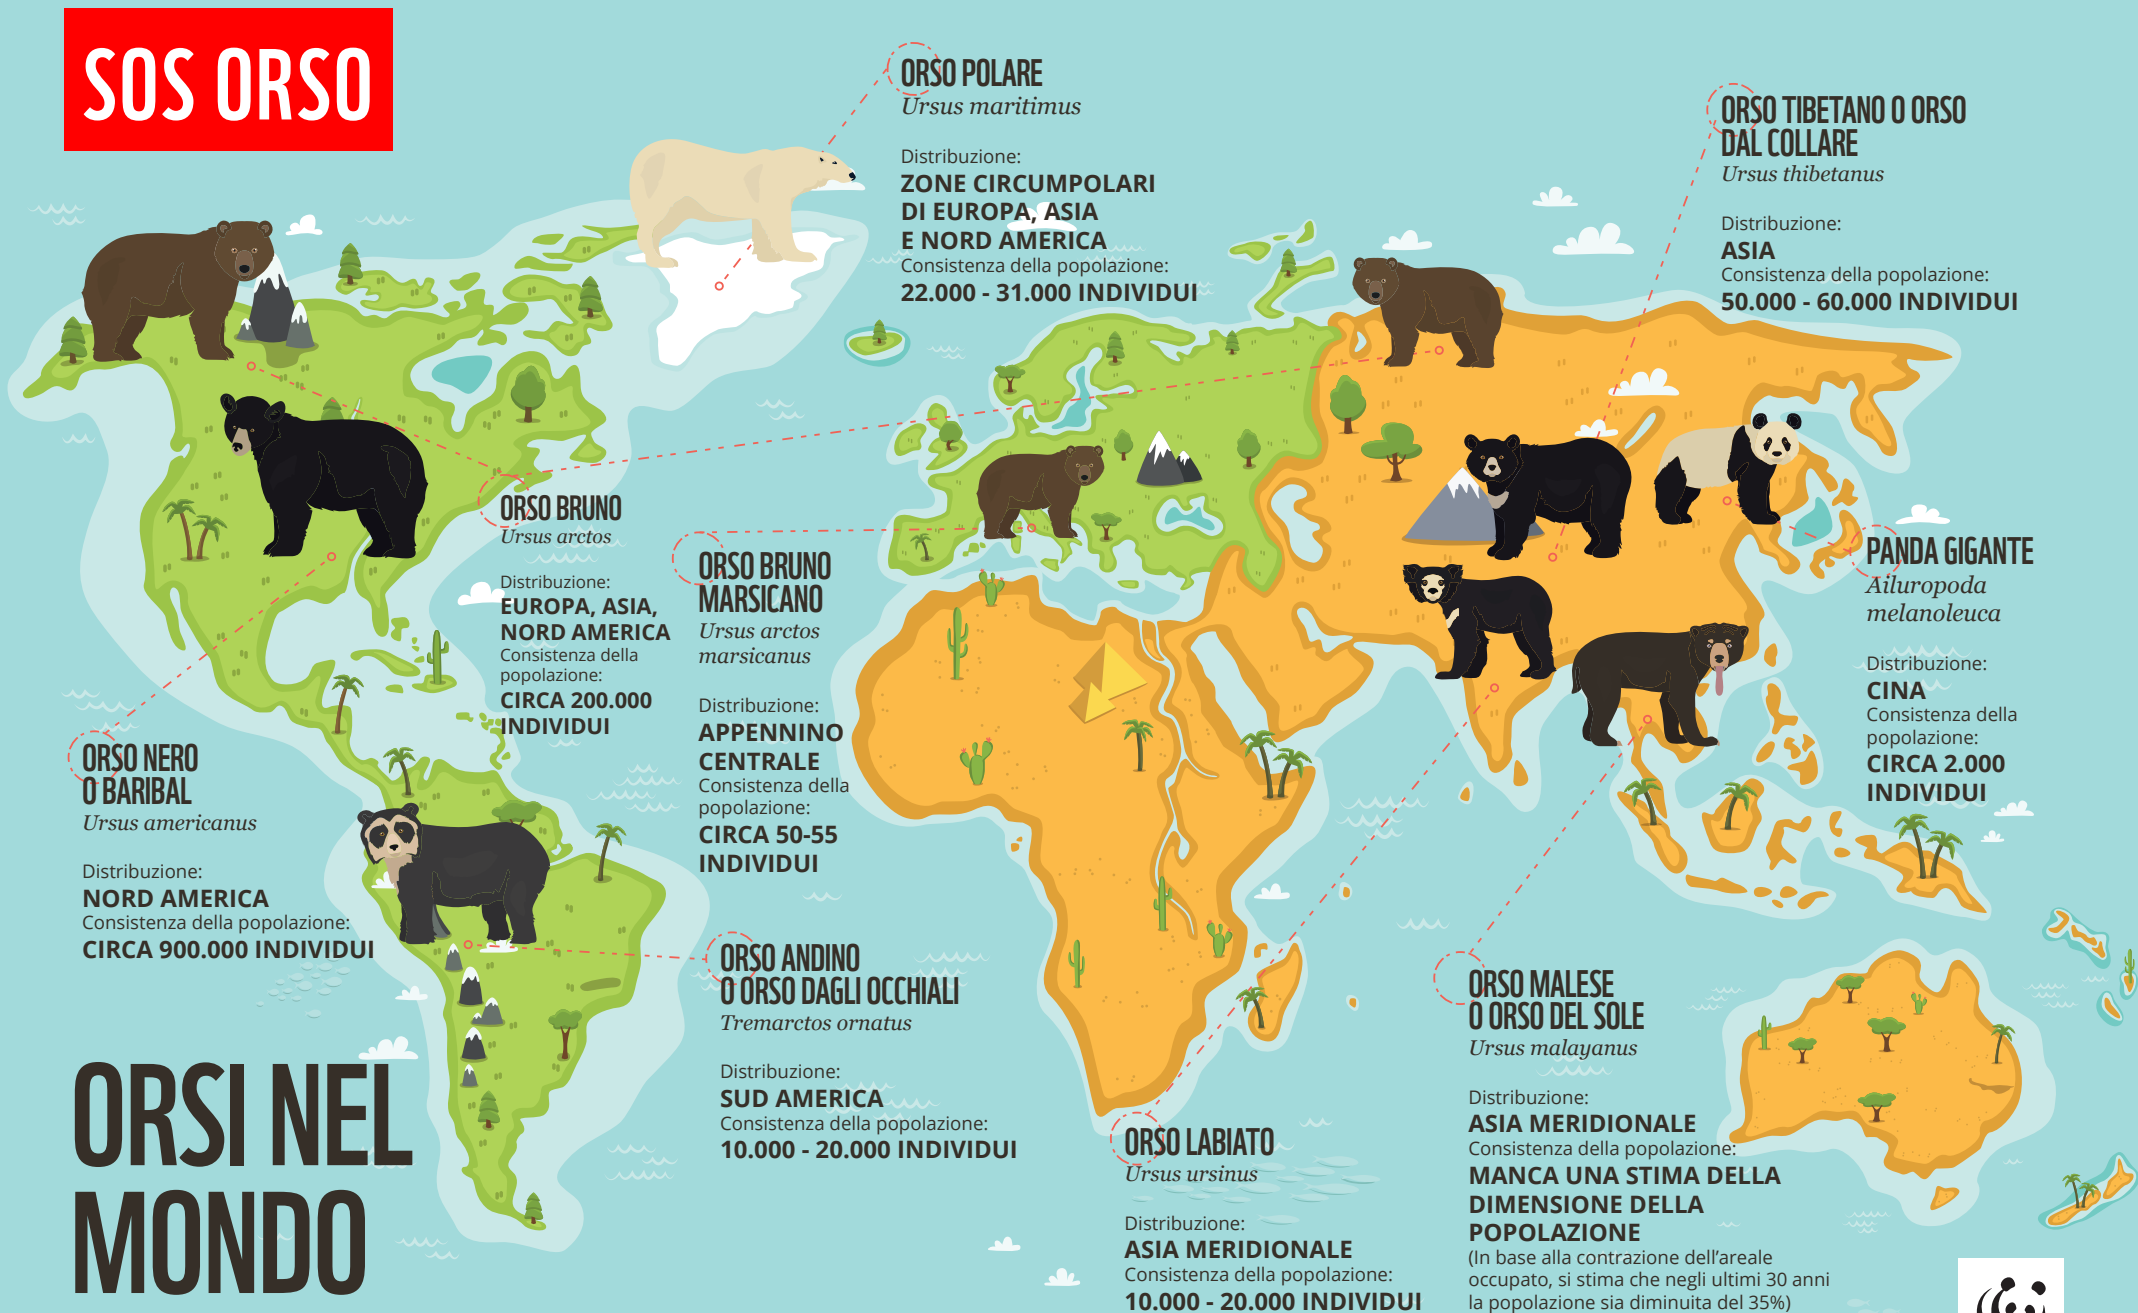 SOS ORSO
ORSO POLARE
Ursus maritimus
Distribuzione:
ZONE CIRCUMPOLARI
DI EUROPA, ASIA
E NORD AMERICA
Consistenza della popolazione:
22.000 - 31.000 INDIVIDUI
ORSO TIBETANO O ORSO
DAL COLLARE
Ursus thibetanus
Distribuzione:
ASIA
Consistenza della popolazione:
50.000 - 60.000 INDIVIDUI
ORSO BRUNO
Ursus arctos
Distribuzione:
EUROPA, ASIA,
NORD AMERICA
Consistenza della
popolazione:
CIRCA 200.000
INDIVIDUI
ORSO BRUNO
MARSICANO
Ursus arctos
marsicanus
Distribuzione:
APPENNINO
CENTRALE
Consistenza della
popolazione:
CIRCA 50-55
INDIVIDUI
PANDA GIGANTE
Ailuropoda
melanoleuca
Distribuzione:
CINA
Consistenza della
popolazione:
CIRCA 2.000
INDIVIDUI
ORSO NERO
O BARIBAL
Ursus americanus
Distribuzione:
NORD AMERICA
Consistenza della popolazione:
CIRCA 900.000 INDIVIDUI
ORSO ANDINO
O ORSO DAGLI OCCHIALI
Tremarctos ornatus
Distribuzione:
SUD AMERICA
Consistenza della popolazione:
10.000 - 20.000 INDIVIDUI
ORSO LABIATO
Ursus ursinus
Distribuzione:
ASIA MERIDIONALE
Consistenza della popolazione:
10.000 - 20.000 INDIVIDUI
ORSO MALESE
O ORSO DEL SOLE
Ursus malayanus
Distribuzione:
ASIA MERIDIONALE
Consistenza della popolazione:
MANCA UNA STIMA DELLA
DIMENSIONE DELLA
POPOLAZIONE
(In base alla contrazione dell'areale
occupato, si stima che negli ultimi 30 anni
la popolazione sia diminuita del 35%)
ORSI NEL
MONDO